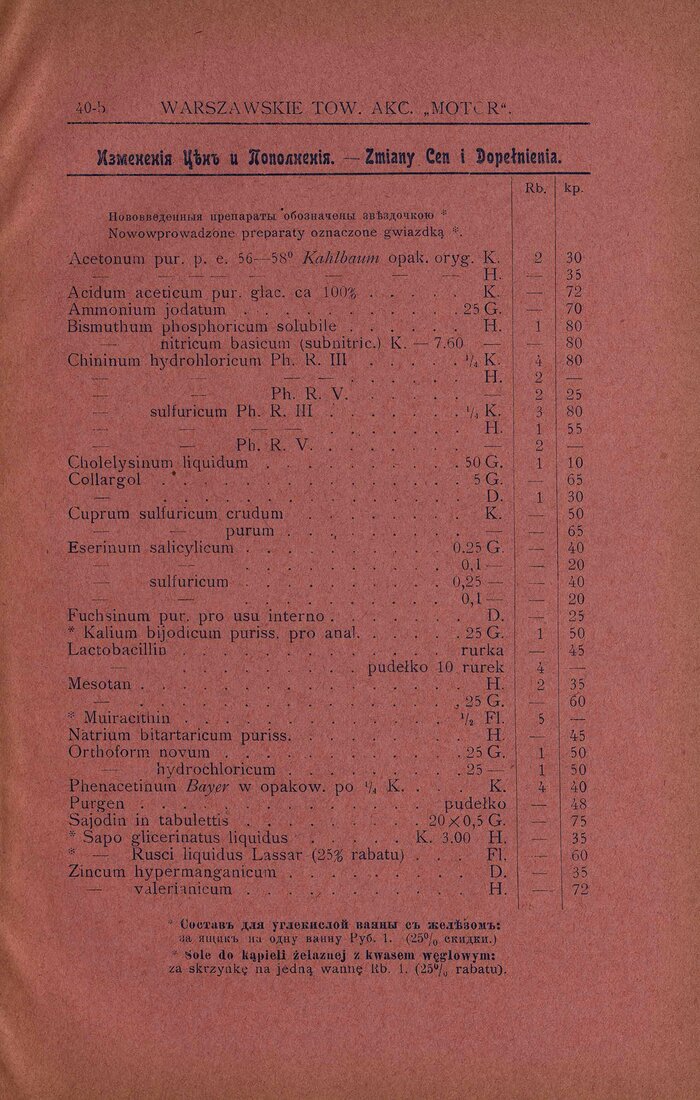 40-b WARSZAWSKIE TOW. AKC. „MOTOR“.
Измененія Цѣнъ и Пополненія. — Zmiany Cen i Dopełnienia.
Rb. kp.
Нововведенныя препараты обозначены звѣздочкою *
Nowowprowadzone preparaty oznaczone gwiazdką *.
Acetonum pur. p. e. 56—58° Kahlbaum opak. oryg. K. 2 30
— — — — — — H. — 35
Acidum aceticum pur. glac. ca 100% . . . . . K. — 72
Ammonium jodatum . . . . . . . . . 25 G. — 70
Bismuthum phosphoricum solubile . . . . . . H. 1 80
— nitricum basicum (subnitric.) K. — 7.60 — — 80
Chininum hydrohloricum Ph. R. III . . . . . ¼ K. 4 80
— — — — . . . . . . H. 2 —
— — Ph. R. V. . . . . . . — 2 25
— sulfuricum Ph. R. III . . . . . . . ¼ K. 3 80
— — — — . . . . . . . H. 1 55
— — Ph. R. V. . . . . . . . — 2 —
Cholelysinum liquidum . . . . . . . . . 50 G. 1 10
Collargol . . . . . . . . . . . . . 5 G. — 65
— . . . . . . . . . . . . . D. 1 30
Cuprum sulfuricum crudum . . . . . . . K. — 50
— — purum . . . . . . . . — — 65
Eserinum salicylicum . . . . . . . . . 0.25 G. — 40
— — . . . . . . . . . 0,1 — — 20
— sulfuricum . . . . . . . . . 0,25 — — 40
— — . . . . . . . . . 0,1 — — 20
Fuchsinum pur. pro usu interno . . . . . . . D. — 25
* Kalium bijodicum puriss. pro anal. . . . . . 25 G. 1 50
Lactobacillin . . . . . . . . . . . . rurka — 45
— . . . . . . . . pudełko 10 rurek 4 —
Mesotan . . . . . . . . . . . . . . H. 2 35
— . . . . . . . . . . . . . 25 G. — 60
* Muiracithin . . . . . . . . . . . ½ Fl. 5 —
Natrium bitartaricum puriss. . . . . . . . . H. — 45
Orthoform novum . . . . . . . . . . . 25 G. 1 50
— hydrochloricum . . . . . . . . 25 — 1 50
Phenacetinum Bayer w opakow. po ¼ K. . . . K. 4 40
Purgen . . . . . . . . . . . . . pudełko — 48
Sajodin in tabulettis . . . . . . . . 20×0,5 G. — 75
* Sapo glicerinatus liquidus . . . . . K. 3.00 H. — 35
* — Rusci liquidus Lassar (25% rabatu) . . . Fl. — 60
Zincum hypermanganicum . . . . . . . . D. — 35
— valerianicum . . . . . . . . . . H. — 72
* Составъ для углекислой ванны съ желѣзомъ:
за ящикъ на одну ванну Руб. 1. (25% скидки.)
* Sole do kąpieli żelaznej z kwasem węglowym:
za skrzynkę na jedną wannę Rb. 1. (25% rabatu).